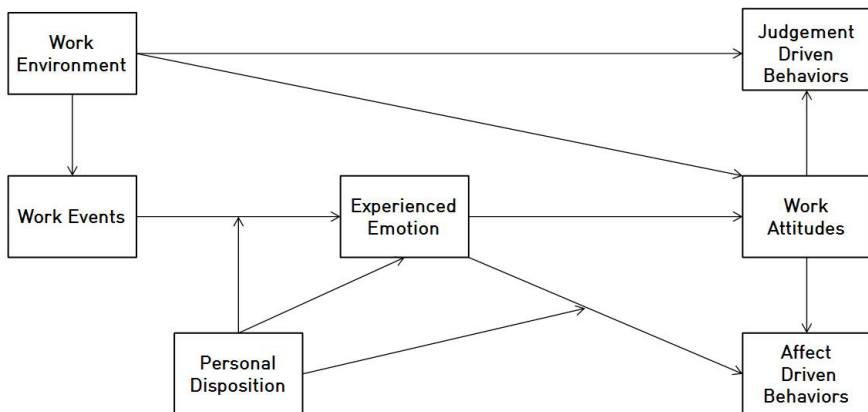 Work
Environment
Judgement
Driven
Behaviors
Work Events
Experienced
Emotion
Work
Attitudes
Personal
Disposition
Affect
Driven
Behaviors